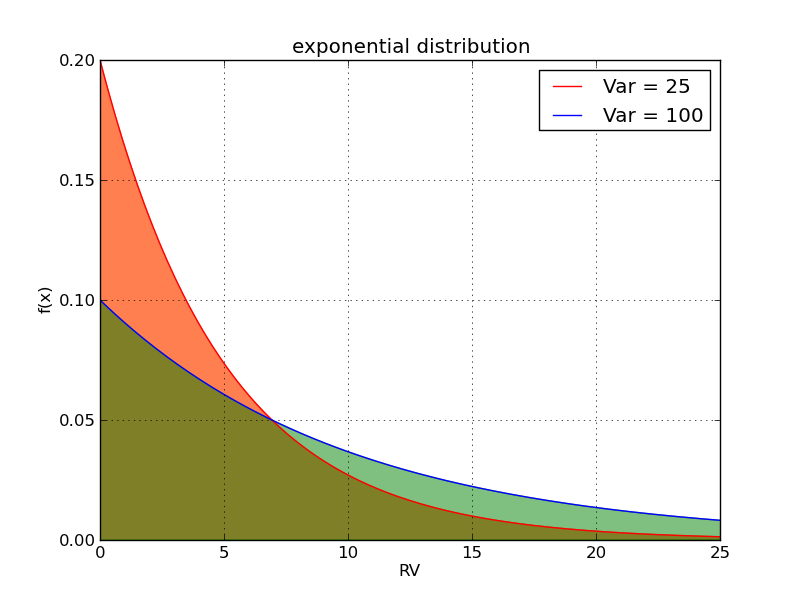 exponential distribution
Var = 25
Var = 100
0.20
0.15
0.10
0.05
0.00
f(x)
0 5 10 15 20 25
RV